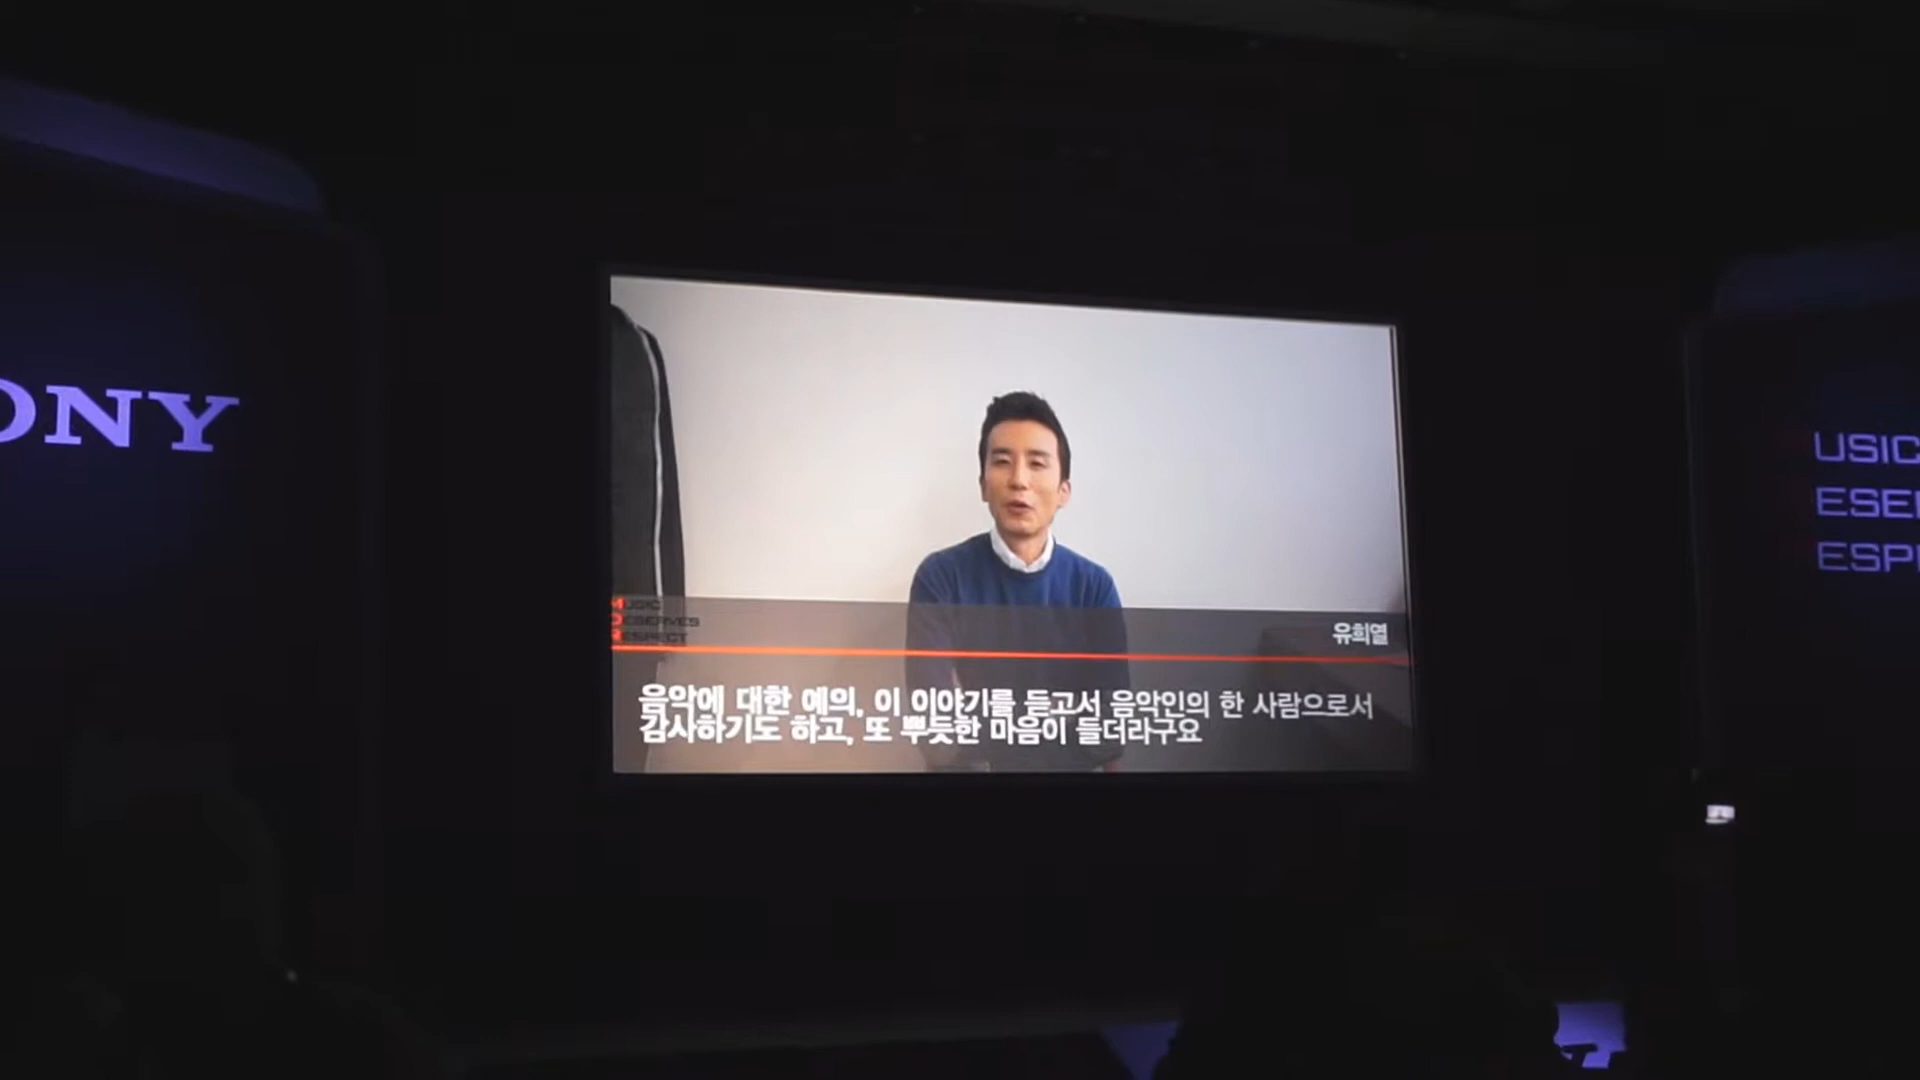 ONY
USIC
ESE
ESP
MUSIC
DESERVES
RESPECT
유희열
음악에 대한 예의, 이 이야기를 듣고서 음악인의 한 사람으로서
감사하기도 하고, 또 뿌듯한 마음이 들더라구요